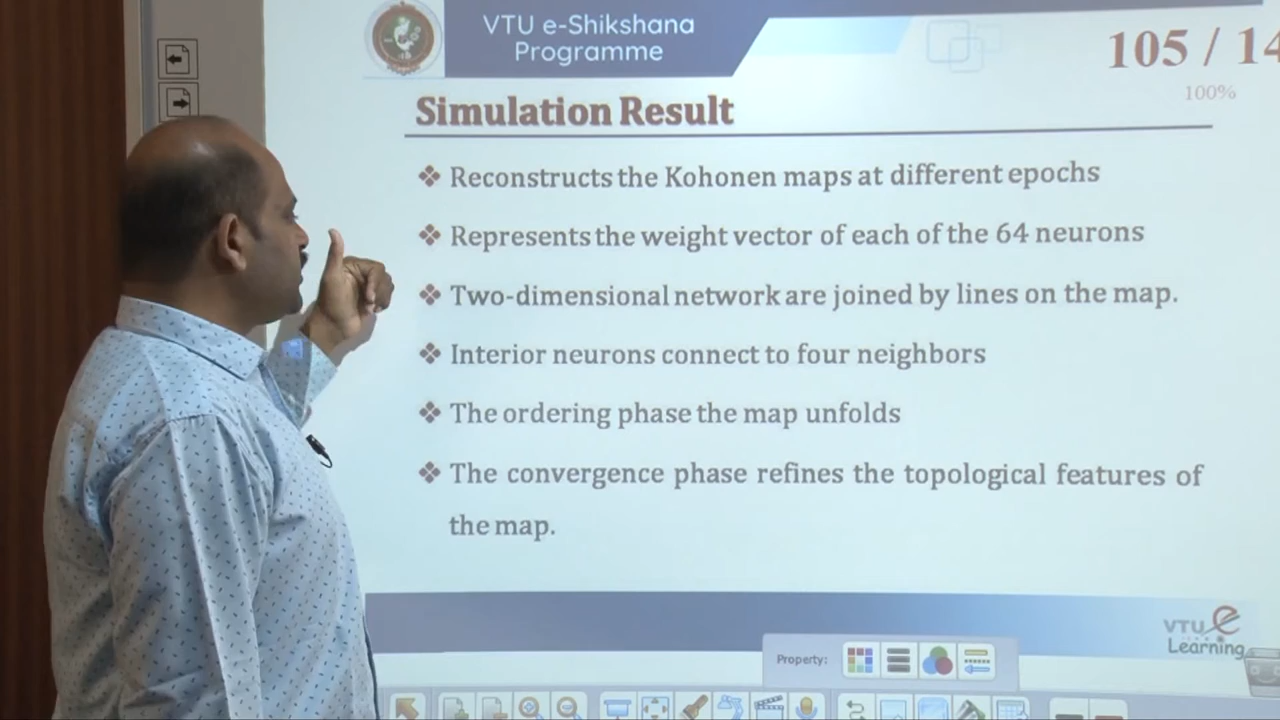 VTU e-Shikshana
Programme
105 / 14
100%
Simulation Result
❖ Reconstructs the Kohonen maps at different epochs
❖ Represents the weight vector of each of the 64 neurons
❖ Two-dimensional network are joined by lines on the map.
❖ Interior neurons connect to four neighbors
❖ The ordering phase the map unfolds
❖ The convergence phase refines the topological features of
the map.
VTU e
Learning
Property: